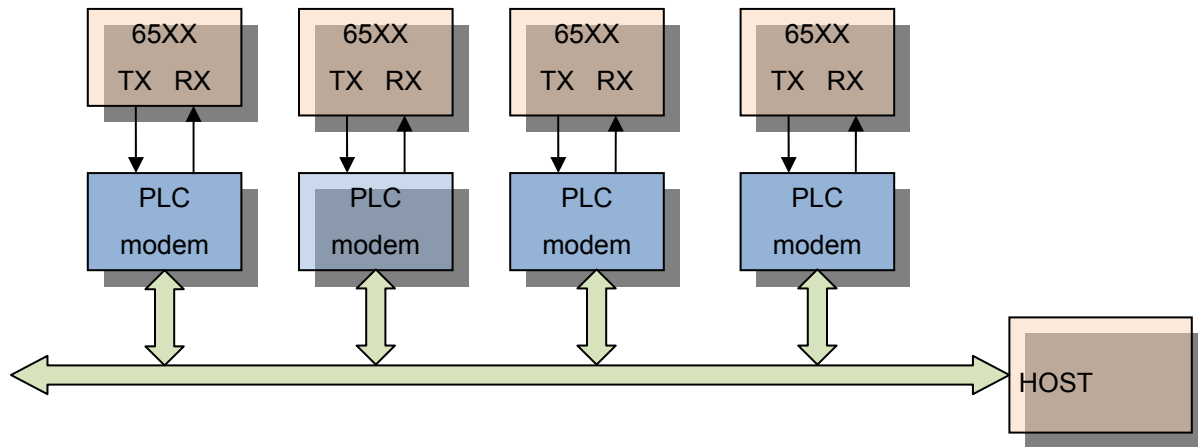 65XX
TX RX
65XX
TX RX
65XX
TX RX
65XX
TX RX
PLC
modem
PLC
modem
PLC
modem
PLC
modem
HOST